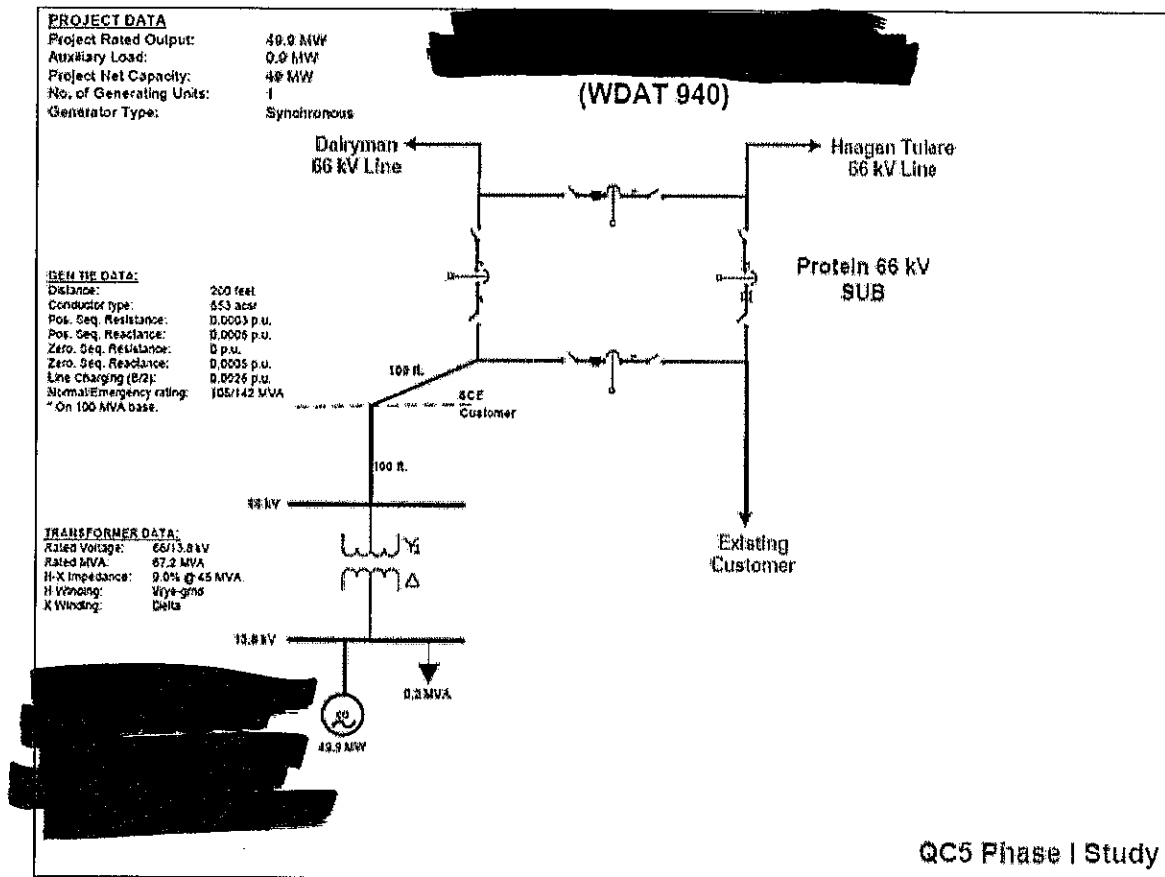 PROJECT DATA
Project Rated Output: 49.9 MW
Auxiliary Load: 0.9 MW
Project Net Capacity: 49 MW
No. of Generating Units: 1
Generator Type: Synchronous
(WDAT 940)
Dairyman
66 kV Line
Haagen Tulare
66 kV Line
Protein 66 kV
SUB
GEN TIE DATA:
Distance: 200 feet
Conductor type: 653 acsr
Pos. Seq. Resistance: 0.0003 p.u.
Pos. Seq. Reactance: 0.0006 p.u.
Zero. Seq. Resistance: 0 p.u.
Zero. Seq. Reactance: 0.0005 p.u.
Line Charging (B/2): 0.0026 p.u.
Normal/Emergency rating: 105/142 MVA
* On 100 MVA base.
100 ft.
SCE
Customer
100 ft.
66 kV
Existing
Customer
TRANSFORMER DATA:
Rated Voltage: 66/13.8 kV
Rated MVA: 67.2 MVA
H-X Impedance: 9.0% @ 45 MVA
H Winding: Wye-grnd
X Winding: Delta
13.8 kV
MVA
49.9 MW
QC5 Phase I Study